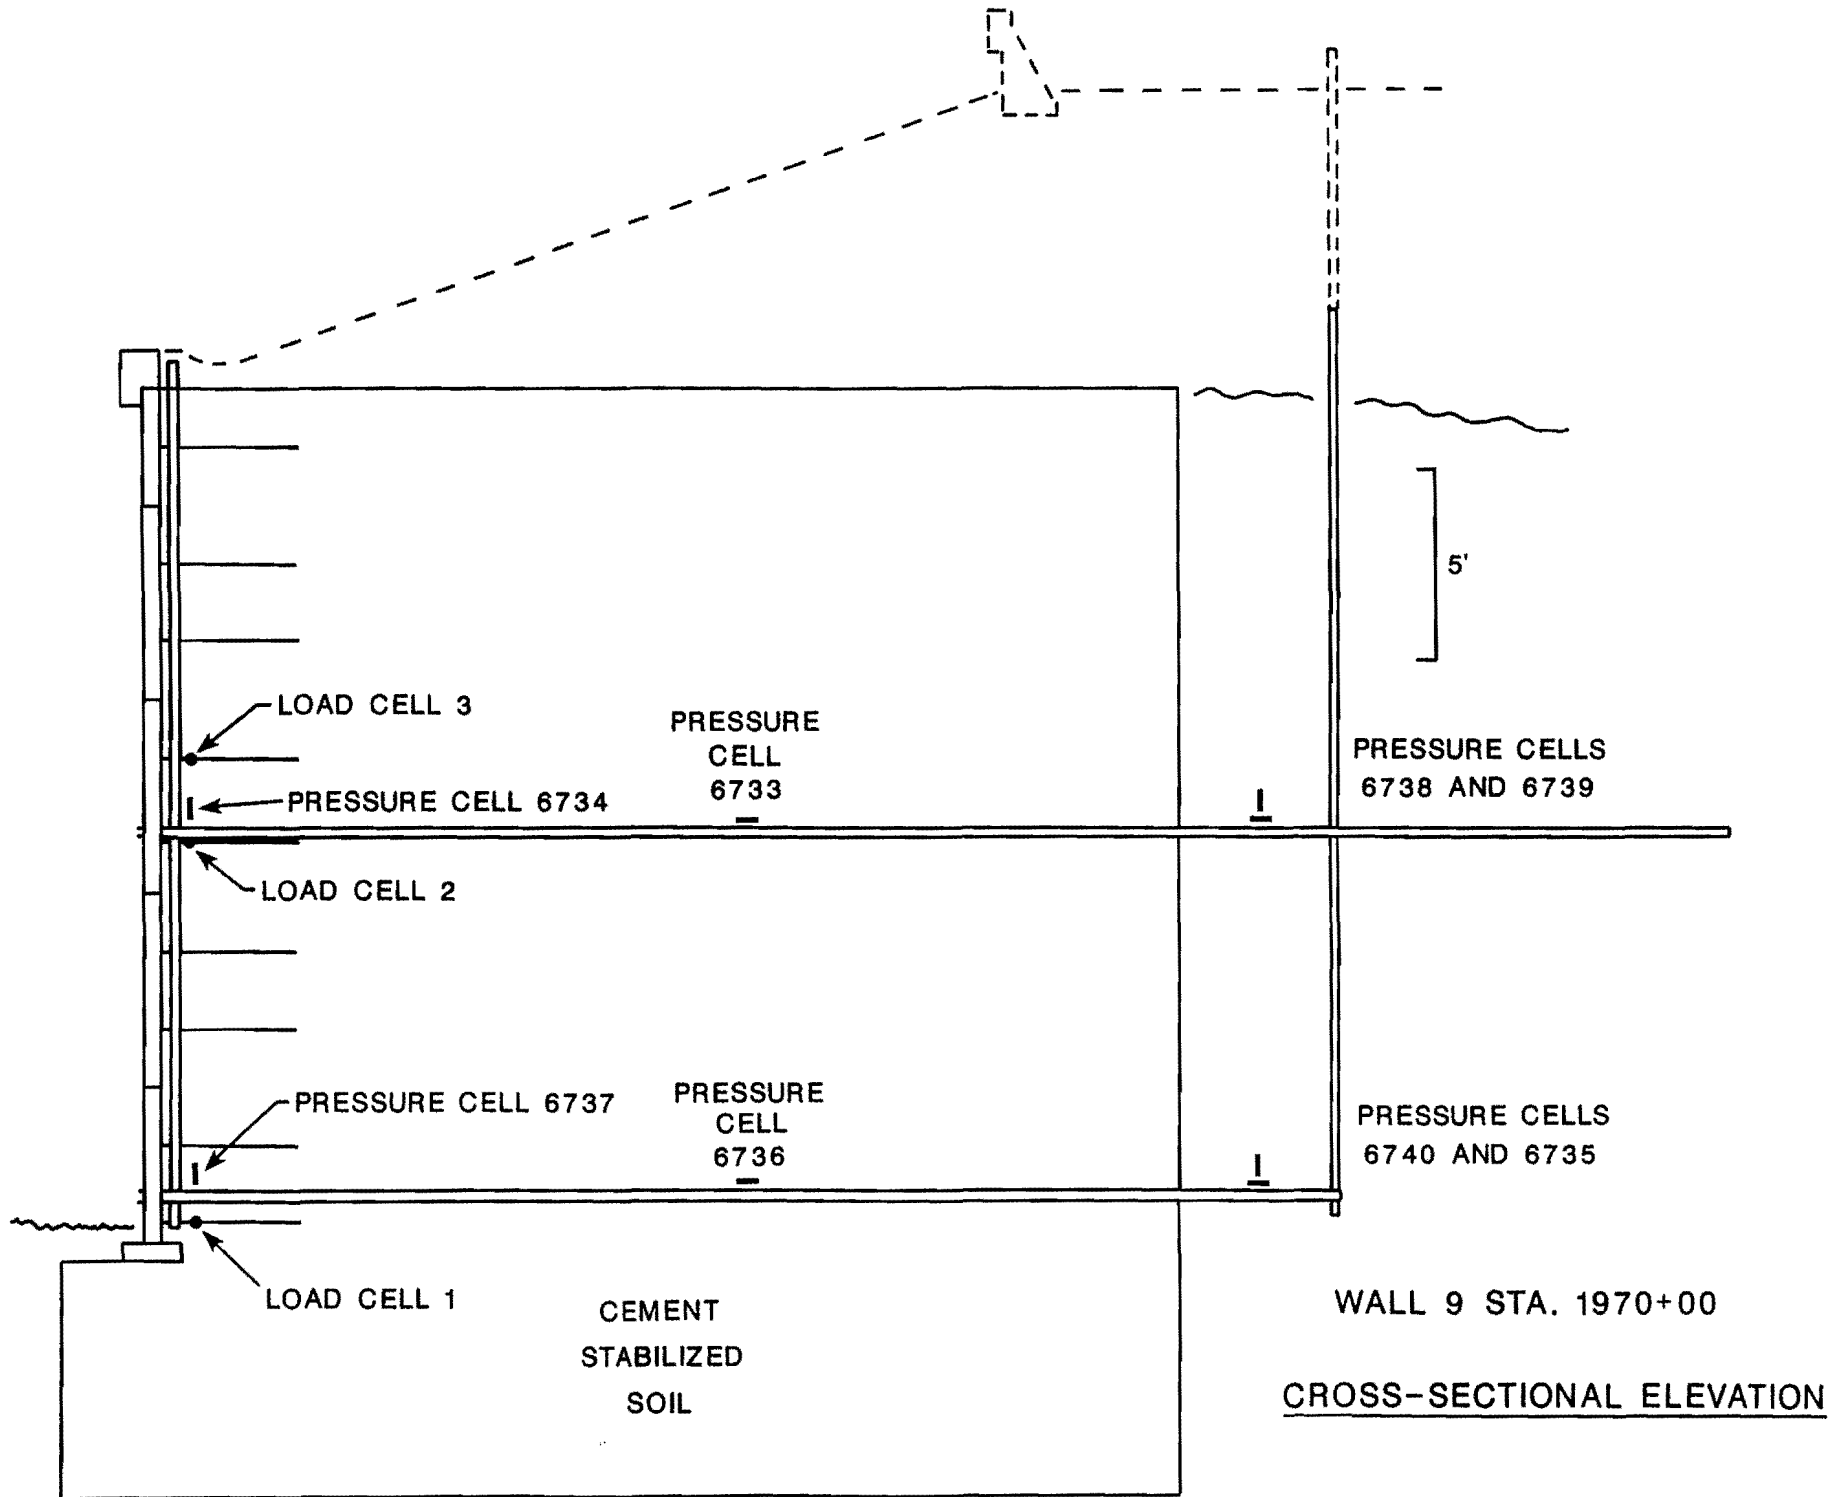 5'
LOAD CELL 3
PRESSURE
CELL
6733
PRESSURE CELLS
6738 AND 6739
PRESSURE CELL 6734
LOAD CELL 2
PRESSURE CELL 6737
PRESSURE
CELL
6736
PRESSURE CELLS
6740 AND 6735
LOAD CELL 1
CEMENT
STABILIZED
SOIL
WALL 9 STA. 1970+00
CROSS-SECTIONAL ELEVATION